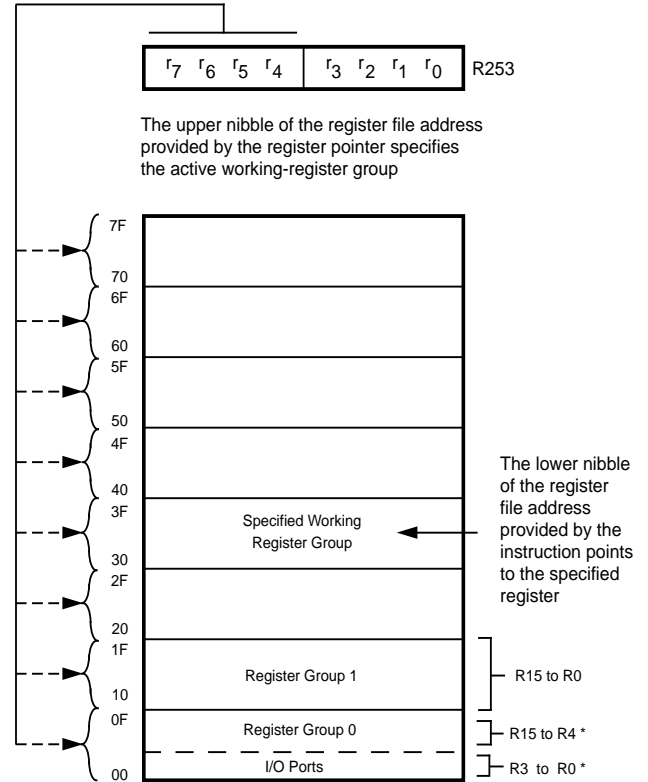 r7 r6 r5 r4 r3 r2 r1 r0 R253
The upper nibble of the register file address
provided by the register pointer specifies
the active working-register group
7F
70
6F
60
5F
50
4F
40
3F
Specified Working
Register Group
30
2F
The lower nibble
of the register
file address
provided by the
instruction points
to the specified
register
20
1F
Register Group 1
R15 to R0
10
0F
Register Group 0
R15 to R4 *
I/O Ports
R3 to R0 *
00